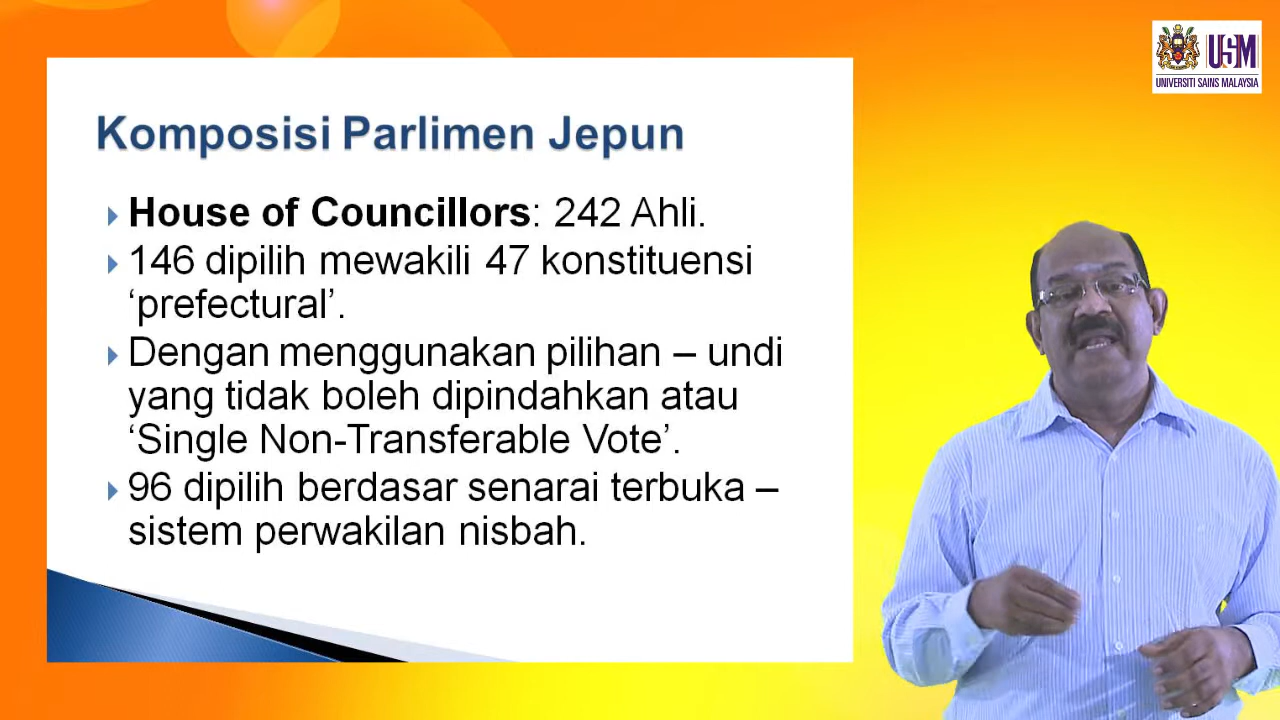 USM
UNIVERSITI SAINS MALAYSIA
Komposisi Parlimen Jepun
House of Councillors: 242 Ahli.
146 dipilih mewakili 47 konstituensi
‘prefectural’.
Dengan menggunakan pilihan – undi
yang tidak boleh dipindahkan atau
‘Single Non-Transferable Vote’.
96 dipilih berdasar senarai terbuka –
sistem perwakilan nisbah.